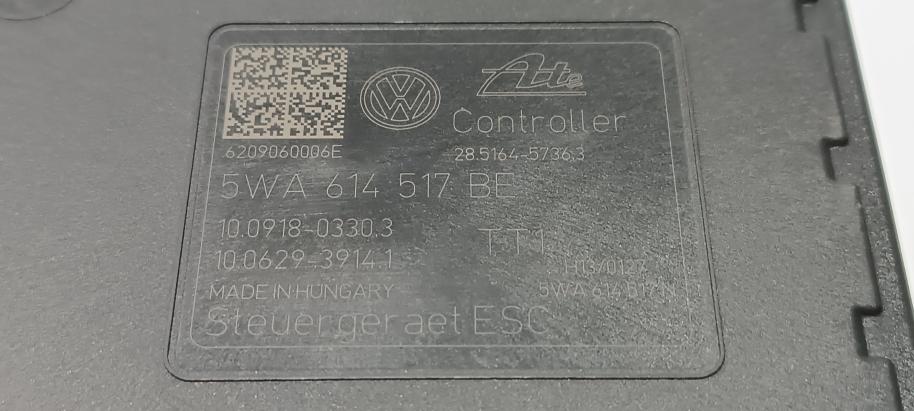 Ate
Controller
6209060006E
28.5164-5736.3
5WA 614 517 BE
10.0918-0330.3
TT1
10.0629-3914.1
H13/0127
MADE IN HUNGARY
5WA 614 517 N
Steuergeraet ESC